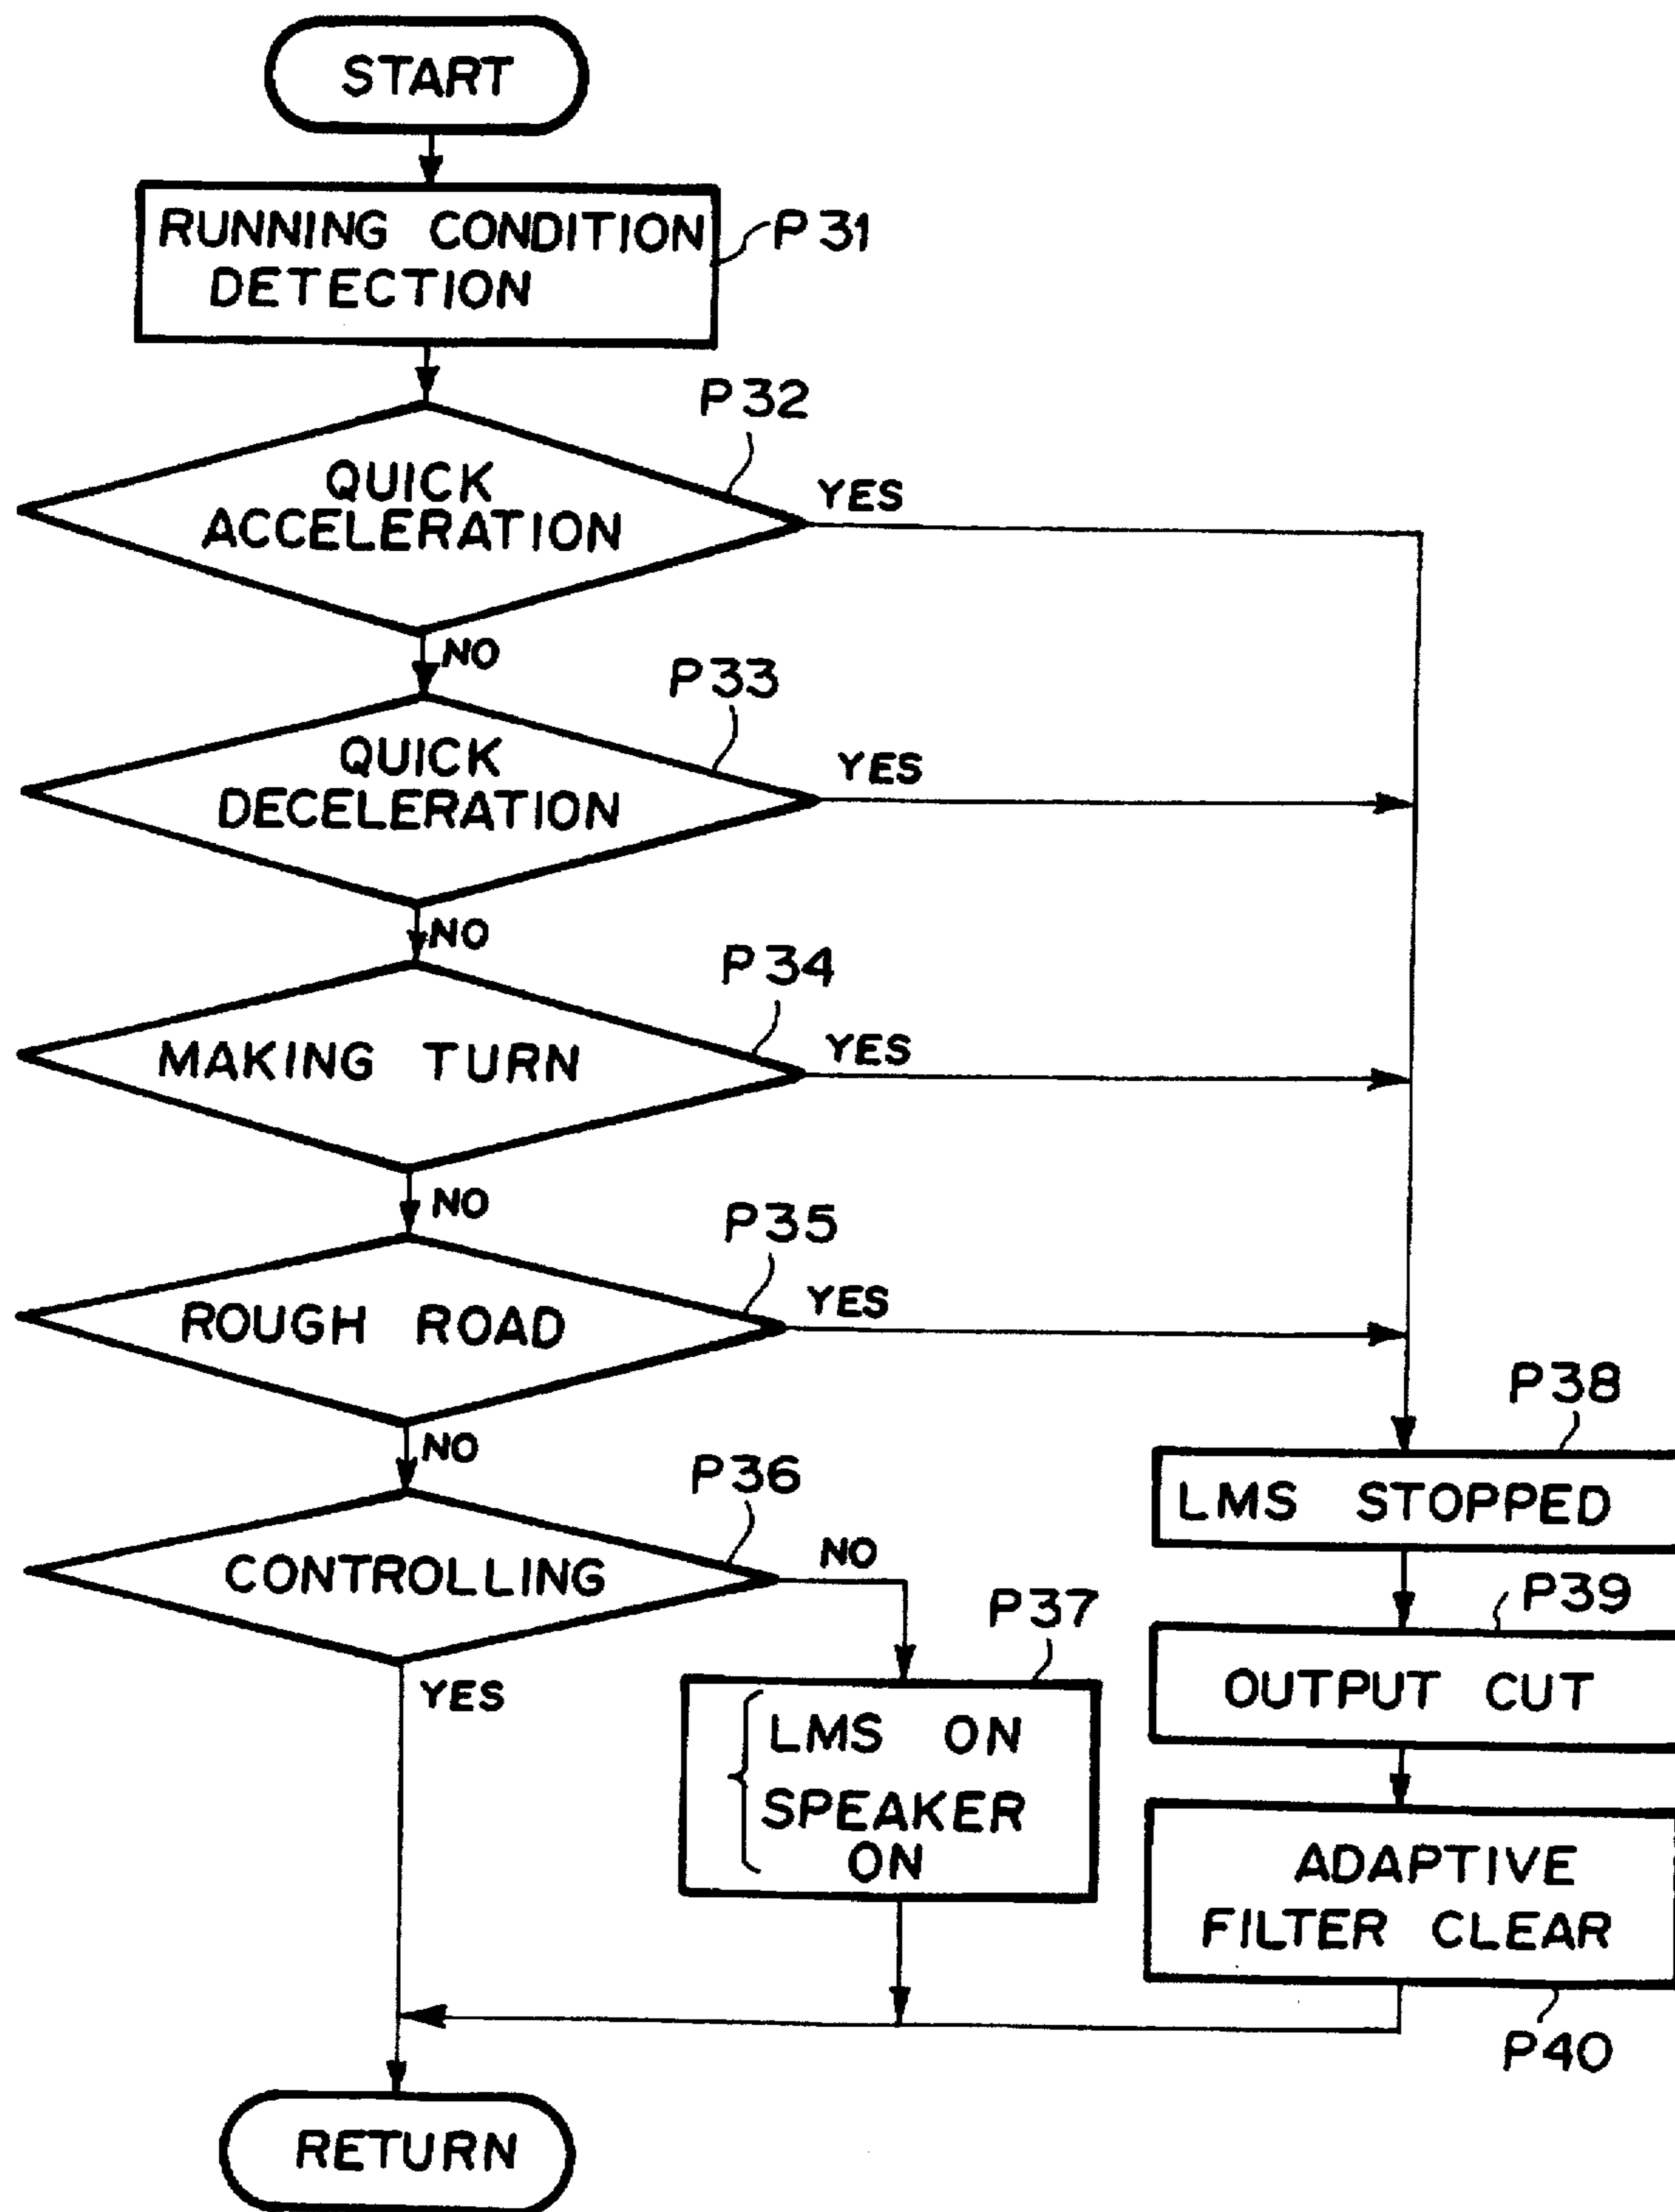 START
RUNNING CONDITION
DETECTION
P31
P32
QUICK
ACCELERATION
YES
NO
P33
QUICK
DECELERATION
YES
NO
P34
MAKING TURN
YES
NO
P35
ROUGH ROAD
YES
NO
P36
CONTROLLING
NO
YES
P37
LMS ON
SPEAKER
ON
P38
LMS STOPPED
P39
OUTPUT CUT
ADAPTIVE
FILTER CLEAR
P40
RETURN